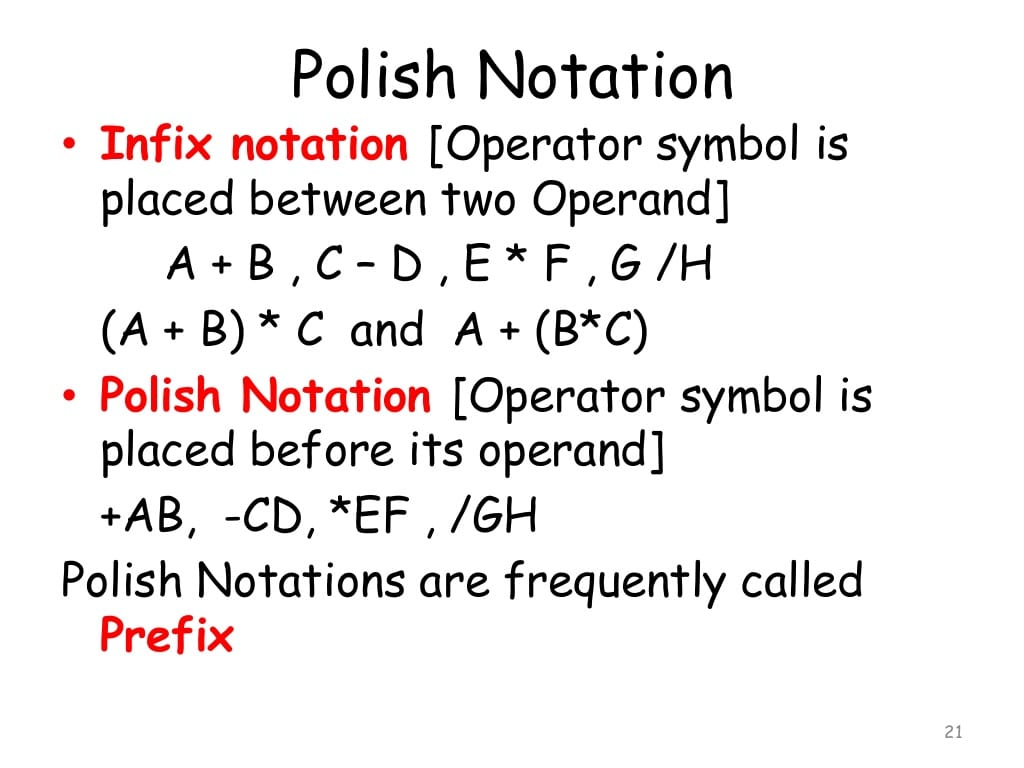 Polish Notation
• Infix notation [Operator symbol is
placed between two Operand]
A + B , C – D , E * F , G /H
(A + B) * C and A + (B*C)
• Polish Notation [Operator symbol is
placed before its operand]
+AB, -CD, *EF , /GH
Polish Notations are frequently called
Prefix
21